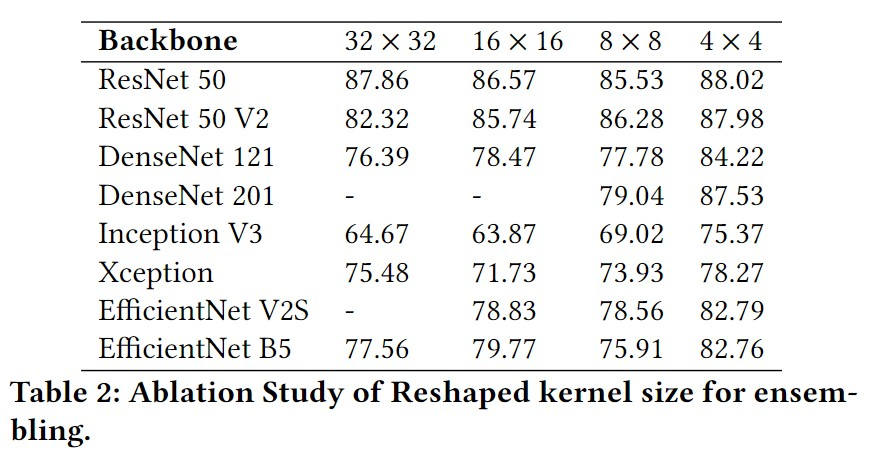 Backbone 32 × 32 16 × 16 8 × 8 4 × 4
ResNet 50 87.86 86.57 85.53 88.02
ResNet 50 V2 82.32 85.74 86.28 87.98
DenseNet 121 76.39 78.47 77.78 84.22
DenseNet 201 - - 79.04 87.53
Inception V3 64.67 63.87 69.02 75.37
Xception 75.48 71.73 73.93 78.27
EfficientNet V2S - 78.83 78.56 82.79
EfficientNet B5 77.56 79.77 75.91 82.76
Table 2: Ablation Study of Reshaped kernel size for ensem-
bling.